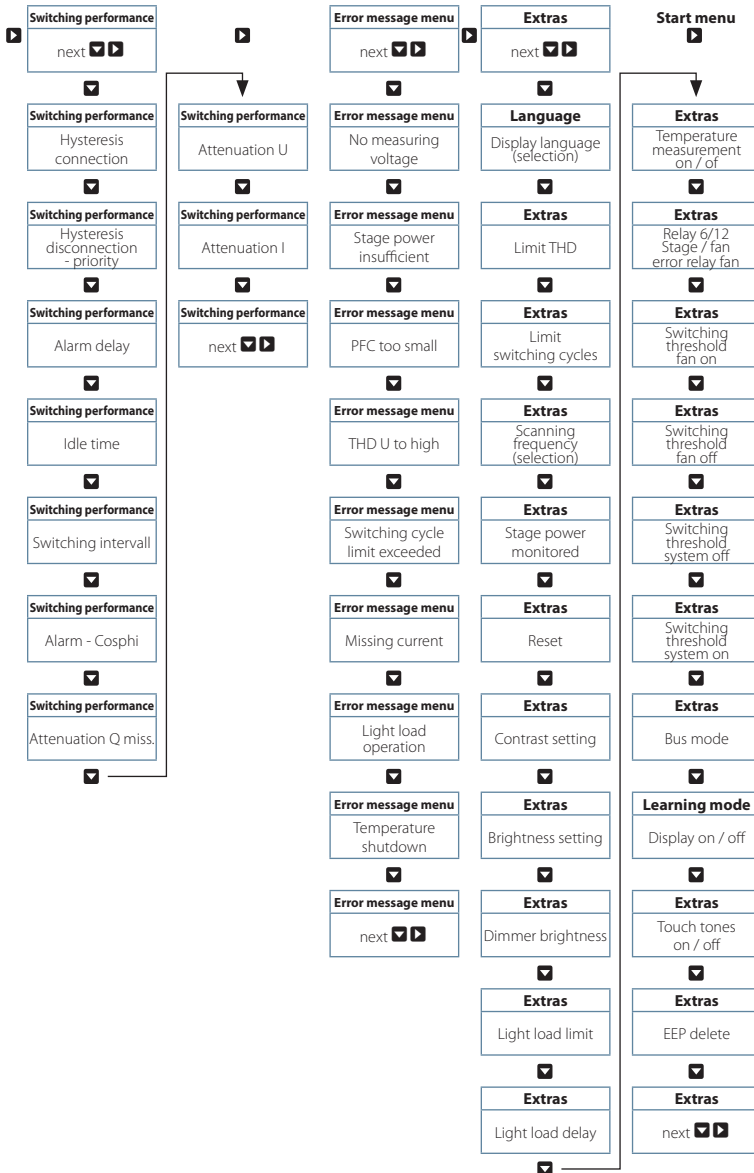 Switching performance
next
Switching performance
Hysteresis
connection
Switching performance
Hysteresis
disconnection
- priority
Switching performance
Alarm delay
Switching performance
Idle time
Switching performance
Switching intervall
Switching performance
Alarm - Cosphi
Switching performance
Attenuation Q miss.
Switching performance
Attenuation U
Switching performance
Attenuation I
Switching performance
next
Error message menu
next
Error message menu
No measuring
voltage
Error message menu
Stage power
insufficient
Error message menu
PFC too small
Error message menu
THD U to high
Error message menu
Switching cycle
limit exceeded
Error message menu
Missing current
Error message menu
Light load
operation
Error message menu
Temperature
shutdown
Error message menu
next
Extras
next
Language
Display language
(selection)
Extras
Limit THD
Extras
Limit
switching cycles
Extras
Scanning
frequency
(selection)
Extras
Stage power
monitored
Extras
Reset
Extras
Contrast setting
Extras
Brightness setting
Extras
Dimmer brightness
Extras
Light load limit
Extras
Light load delay
Start menu
Extras
Temperature
measurement
on / of
Extras
Relay 6/12
Stage / fan
error relay fan
Extras
Switching
threshold
fan on
Extras
Switching
threshold
fan off
Extras
Switching
threshold
system off
Extras
Switching
threshold
system on
Extras
Bus mode
Learning mode
Display on / off
Extras
Touch tones
on / off
Extras
EEP delete
Extras
next